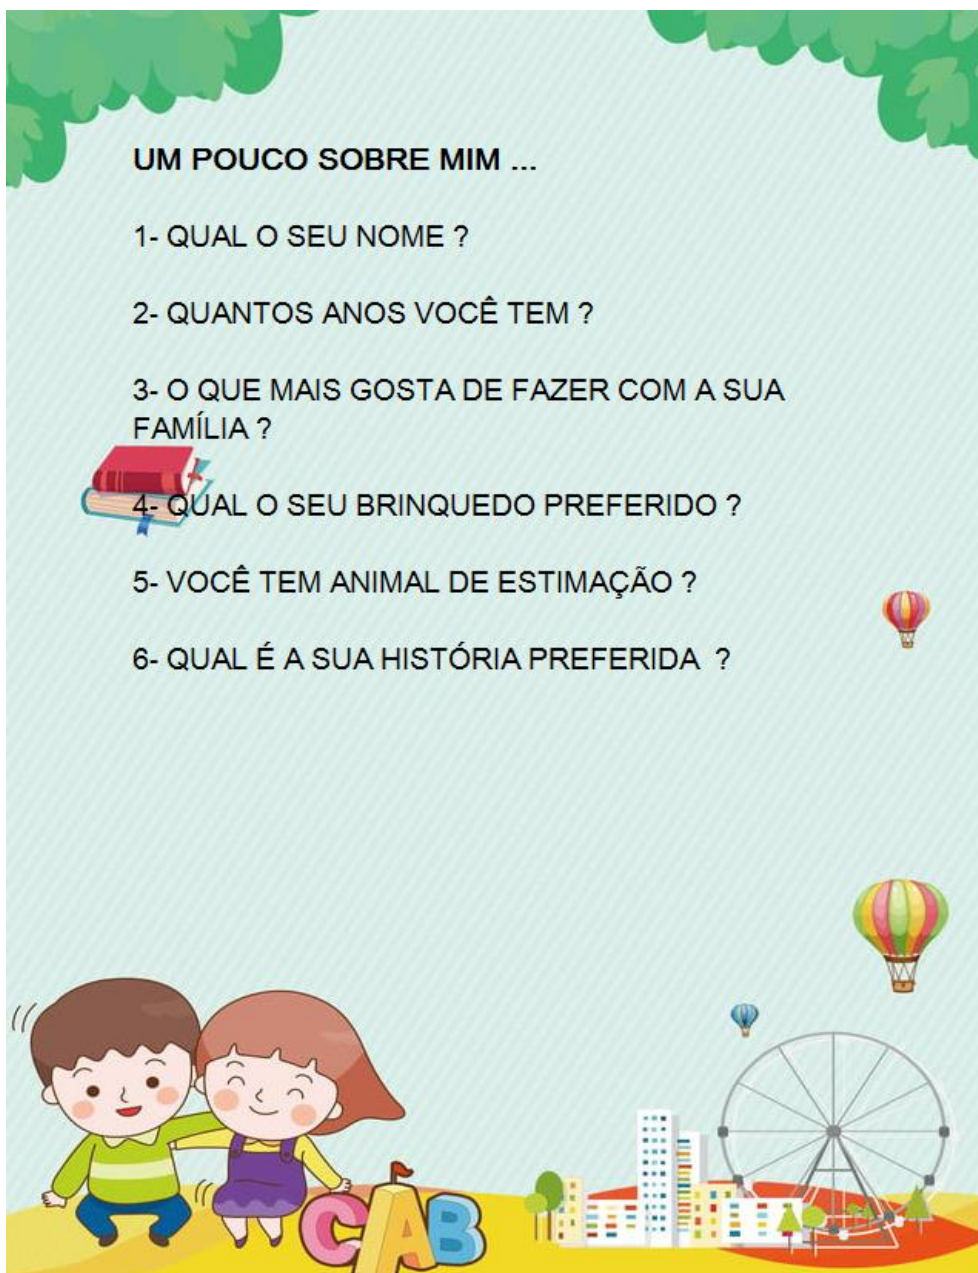 UM POUCO SOBRE MIM ...
1- QUAL O SEU NOME ?
2- QUANTOS ANOS VOCÊ TEM ?
3- O QUE MAIS GOSTA DE FAZER COM A SUA
FAMÍLIA ?
4- QUAL O SEU BRINQUEDO PREFERIDO ?
5- VOCÊ TEM ANIMAL DE ESTIMAÇÃO ?
6- QUAL É A SUA HISTÓRIA PREFERIDA  ?
CAB